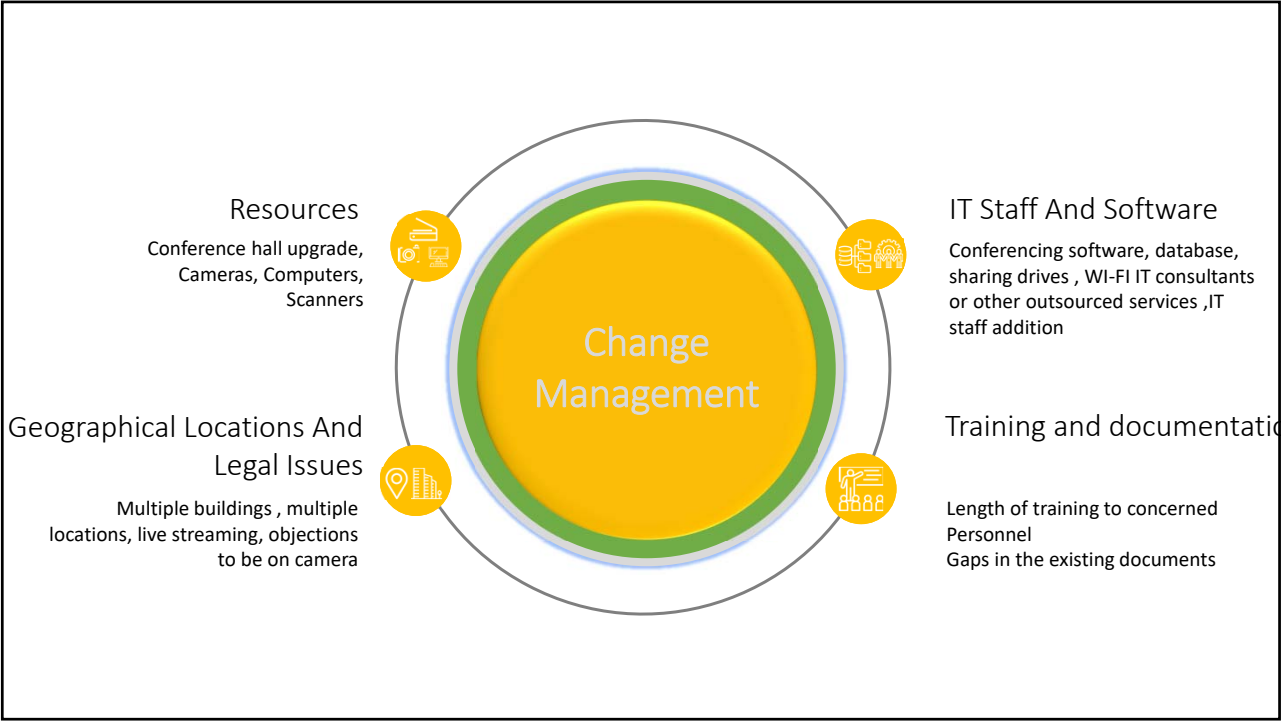 Resources
Conference hall upgrade,
Cameras, Computers,
Scanners
IT Staff And Software
Conferencing software, database,
sharing drives , WI-FI IT consultants
or other outsourced services ,IT
staff addition
Change
Management
Geographical Locations And
Legal Issues
Multiple buildings , multiple
locations, live streaming, objections
to be on camera
Training and documentatio
Length of training to concerned
Personnel
Gaps in the existing documents